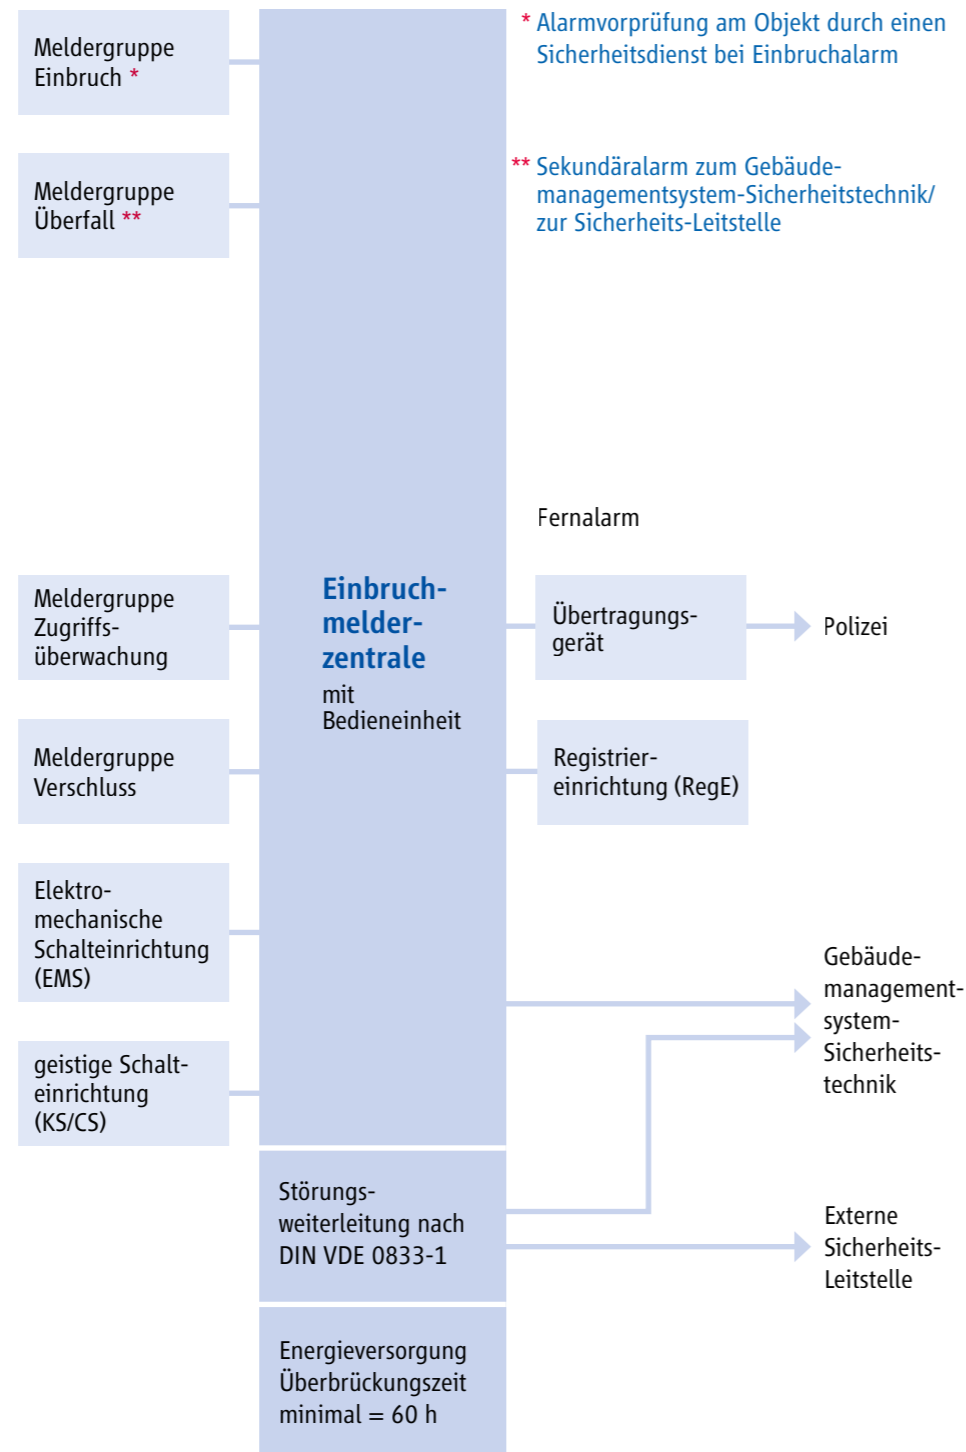 Meldergruppe
Einbruch *
* Alarmvorprüfung am Objekt durch einen
Sicherheitsdienst bei Einbruchalarm
Meldergruppe
Überfall **
** Sekundäralarm zum Gebäude-
managementsystem-Sicherheitstechnik/
zur Sicherheits-Leitstelle
Meldergruppe
Zugriffs-
überwachung
Meldergruppe
Verschluss
Elektro-
mechanische
Schalteinrichtung
(EMS)
geistige Schalt-
einrichtung
(KS/CS)
Einbruch-
melder-
zentrale
mit
Bedieneinheit
Störungs-
weiterleitung nach
DIN VDE 0833-1
Energieversorgung
Überbrückungszeit
minimal = 60 h
Fernalarm
Übertragungs-
gerät
Polizei
Registrier-
einrichtung (RegE)
Gebäude-
management-
system-
Sicherheits-
technik
Externe
Sicherheits-
Leitstelle